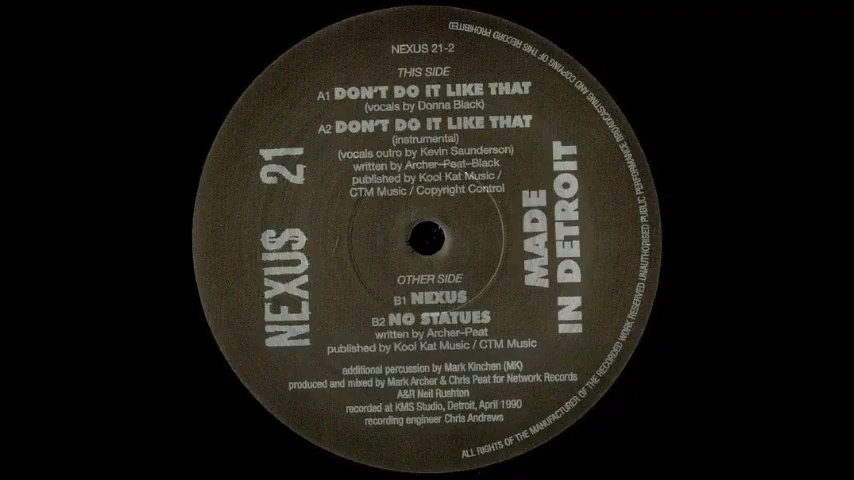 NEXUS 21-2
THIS SIDE
A1 DON'T DO IT LIKE THAT
(vocals by Donna Black)
A2 DON'T DO IT LIKE THAT
(instrumental)
(vocals outro by Kevin Saunderson)
written by Archer-Peat-Black
published by Kool Kat Music /
CTM Music / Copyright Control
NEXUS 21
MADE
IN DETROIT
OTHER SIDE
B1 NEXUS
B2 NO STATUES
written by Archer-Peat
published by Kool Kat Music / CTM Music
additional percussion by Mark Kinchen (MK)
produced and mixed by Mark Archer & Chris Peat for Network Records
A&R Neil Rushton
recorded at KMS Studio, Detroit, April 1990
recording engineer Chris Andrews
ALL RIGHTS OF THE MANUFACTURER OF THE RECORDED WORK RESERVED UNAUTHORISED PUBLIC PERFORMANCE BROADCASTING AND COPYING OF THIS RECORD PROHIBITED